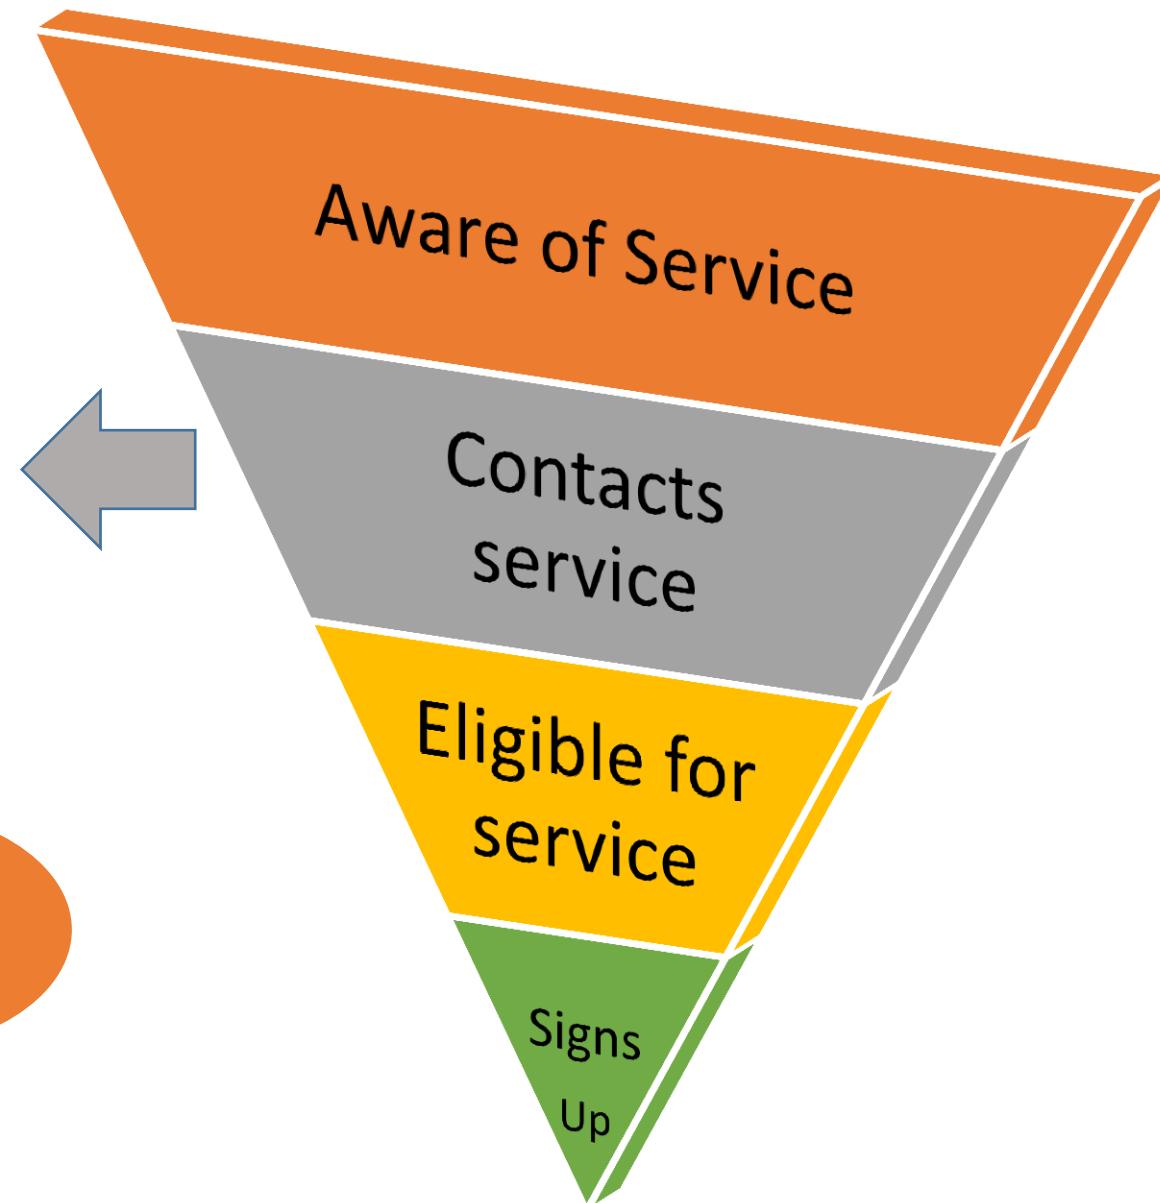 Aware of Service
Contacts
service
Eligible for
service
Signs
Up